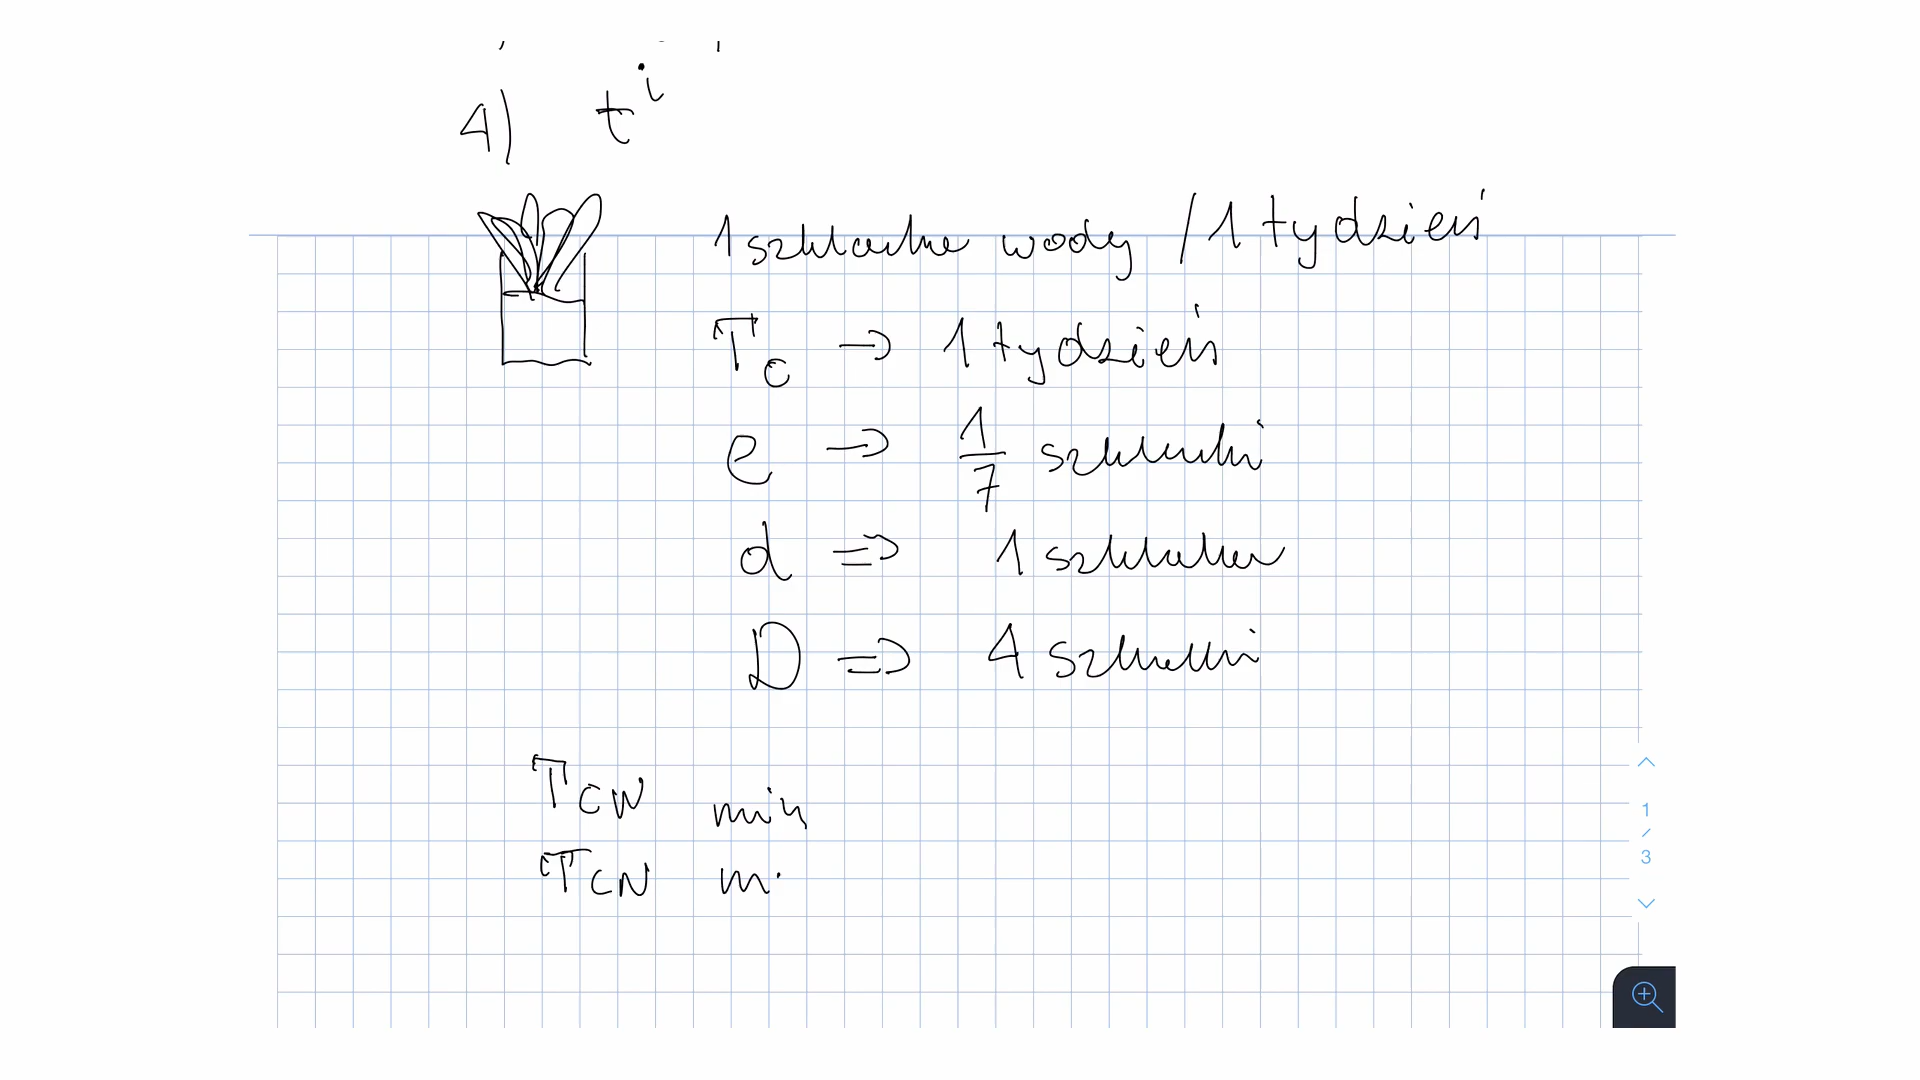 4) tⁱ
1 szklanka wody / 1 tydzień
Tc → 1 tydzień
e → 1/7 szklanki
d => 1 szklanka
D => 4 szklanki
TCW min
TCN m.
1
/
3